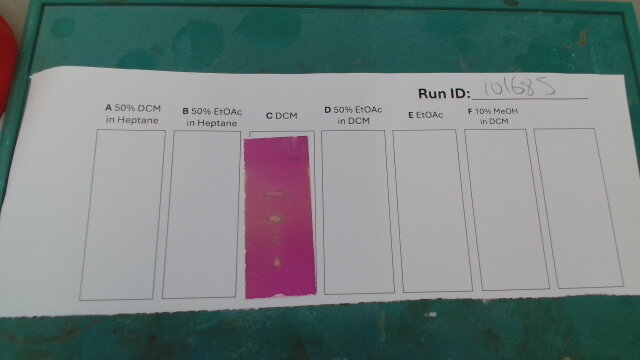 Run ID: 101685
A 50% DCM
in Heptane
B 50% EtOAc
in Heptane
C DCM
D 50% EtOAc
in DCM
E EtOAc
F 10% MeOH
in DCM